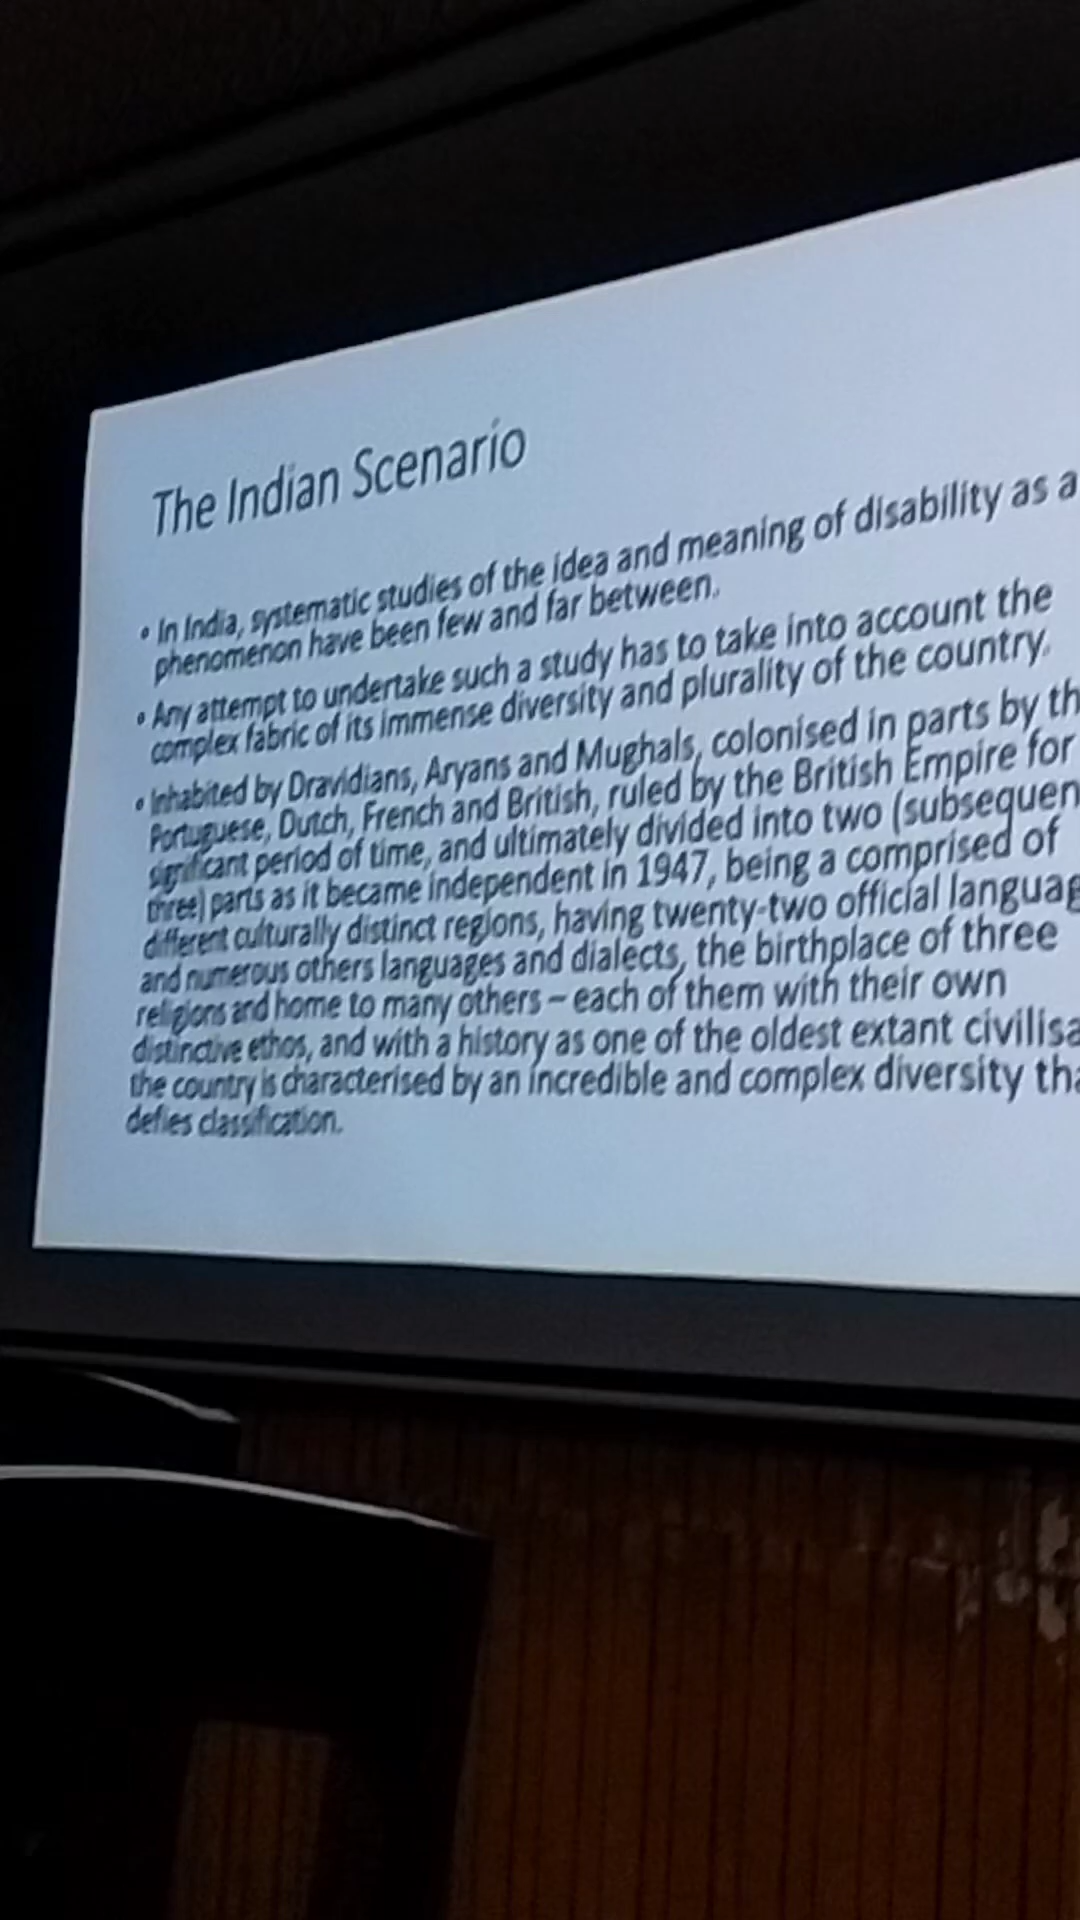 The Indian Scenario
• In India, systematic studies of the idea and meaning of disability as a
phenomenon have been few and far between.
• Any attempt to undertake such a study has to take into account the
complex fabric of its immense diversity and plurality of the country.
• Inhabited by Dravidians, Aryans and Mughals, colonised in parts by th
Portuguese, Dutch, French and British, ruled by the British Empire for
significant period of time, and ultimately divided into two (subsequen
three) parts as it became independent in 1947, being a comprised of
different culturally distinct regions, having twenty-two official languag
and numerous others languages and dialects, the birthplace of three
religions and home to many others – each of them with their own
distinctive ethos, and with a history as one of the oldest extant civilisa
the country is characterised by an incredible and complex diversity tha
defies classification.